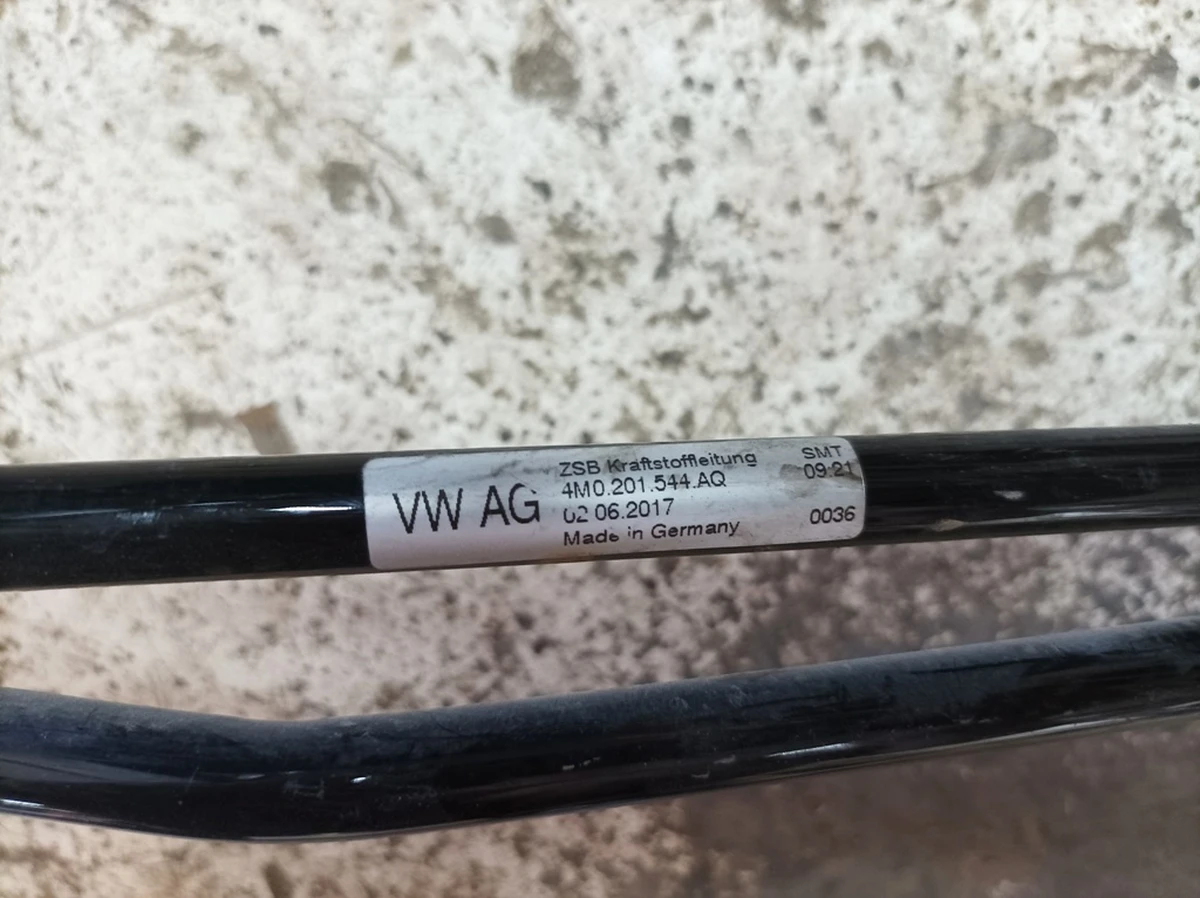 VW AG
ZSB Kraftstoffleitung
4M0.201.544.AQ
02 06.2017
Made in Germany
SMT
09:21
0036